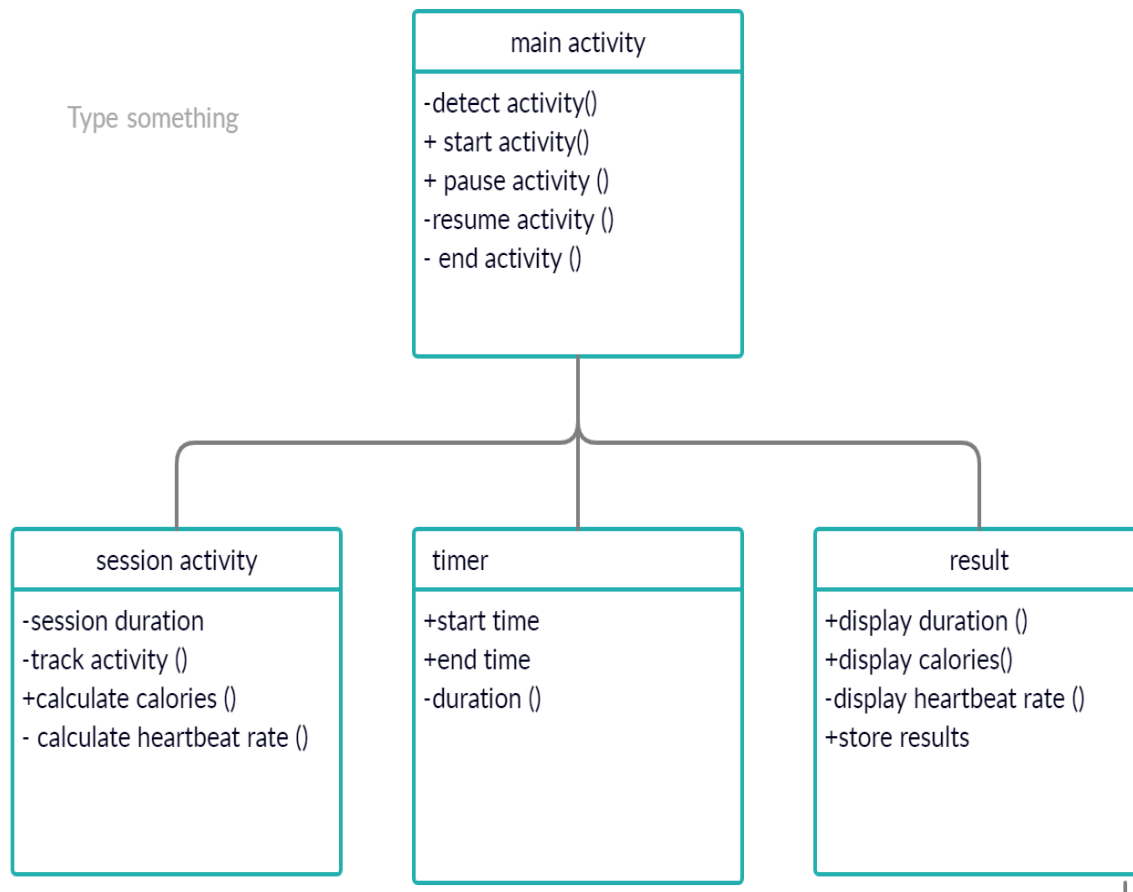 main activity
Type something
-detect activity()
+ start activity()
+ pause activity ()
-resume activity ()
- end activity ()
session activity
-session duration
-track activity ()
+calculate calories ()
- calculate heartbeat rate ()
timer
+start time
+end time
-duration ()
result
+display duration ()
+display calories()
-display heartbeat rate ()
+store results